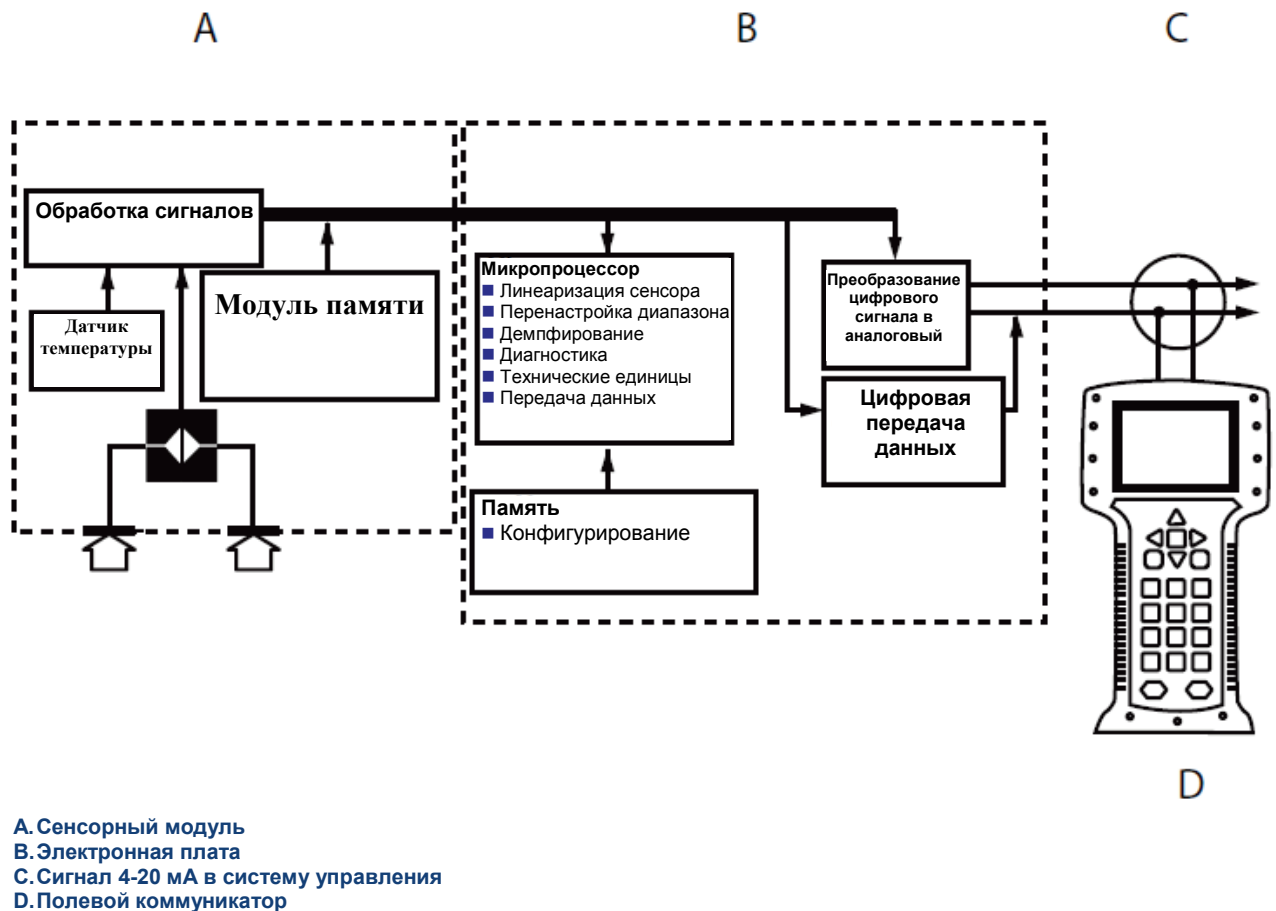 A
B
C
Обработка сигналов
Модуль памяти
Датчик
температуры
Микропроцессор
Линеаризация сенсора
Перенастройка диапазона
Демпфирование
Диагностика
Технические единицы
Передача данных
Память
Конфигурирование
Преобразование
цифрового
сигнала в
аналоговый
Цифровая
передача
данных
D
A. Сенсорный модуль
B. Электронная плата
C. Сигнал 4-20 мА в систему управления
D. Полевой коммуникатор